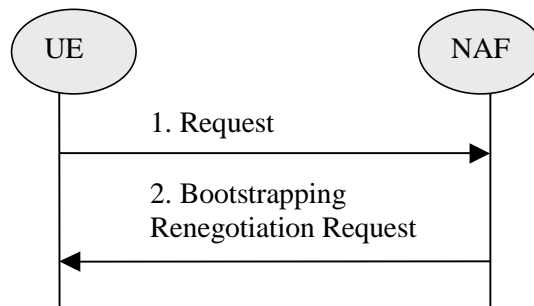 UE
NAF
1. Request
2. Bootstrapping
Renegotiation Request